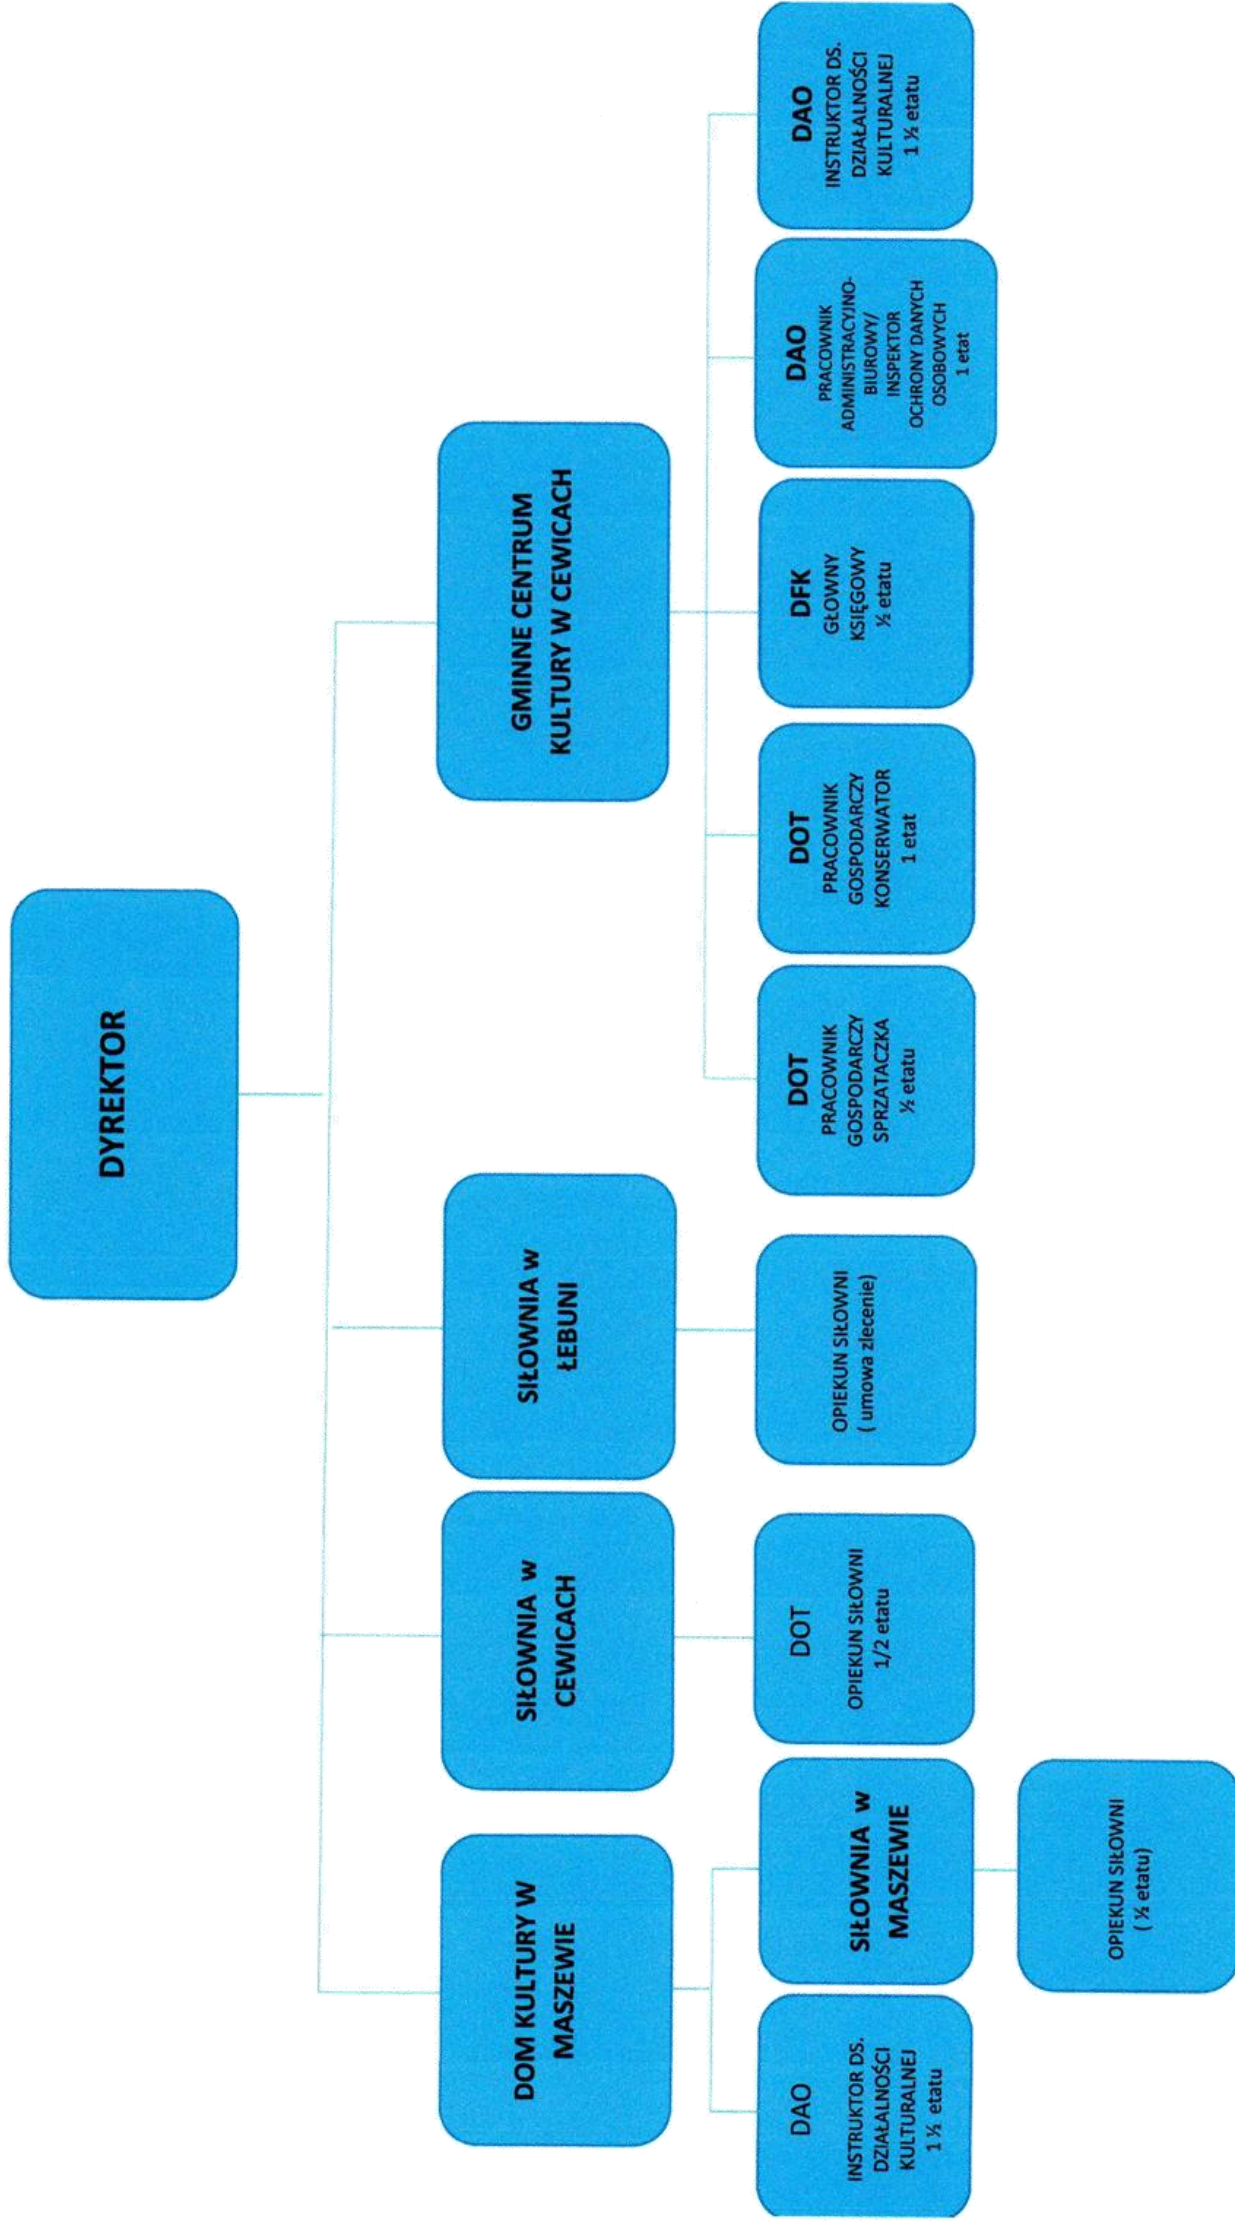 DYREKTOR
DOM KULTURY W
MASZEWIE
SIŁOWNIA w
CEWICACH
SIŁOWNIA w
ŁEBUNI
GMINNE CENTRUM
KULTURY W CEWICACH
DAO
INSTRUKTOR DS.
DZIAŁALNOŚCI
KULTURALNEJ
1 ½ etatu
SIŁOWNIA w
MASZEWIE
DOT
OPIEKUN SIŁOWNI
1/2 etatu
OPIEKUN SIŁOWNI
( umowa zlecenie)
DOT
PRACOWNIK
GOSPODARCZY
SPRZATACZKA
½ etatu
DOT
PRACOWNIK
GOSPODARCZY
KONSERWATOR
1 etat
DFK
GŁOWNY
KSIĘGOWY
½ etatu
DAO
PRACOWNIK
ADMINISTRACYJNO-
BIUROWY/
INSPEKTOR
OCHRONY DANYCH
OSOBOWYCH
1 etat
DAO
INSTRUKTOR DS.
DZIAŁALNOŚCI
KULTURALNEJ
1 ½ etatu
OPIEKUN SIŁOWNI
( ½ etatu)